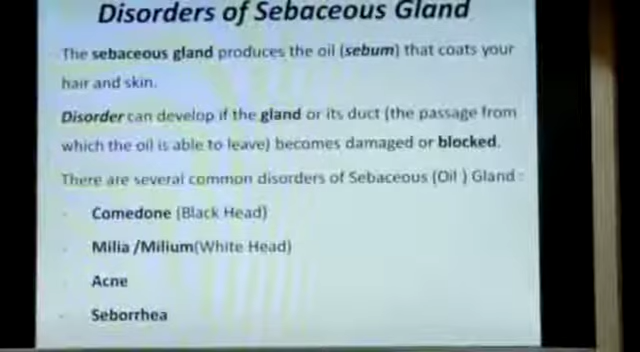 Disorders of Sebaceous Gland
The sebaceous gland produces the oil (sebum) that coats your
hair and skin.
Disorder can develop if the gland or its duct (the passage from
which the oil is able to leave) becomes damaged or blocked.
There are several common disorders of Sebaceous (Oil ) Gland :
Comedone (Black Head)
Milia /Milium(White Head)
Acne
Seborrhea